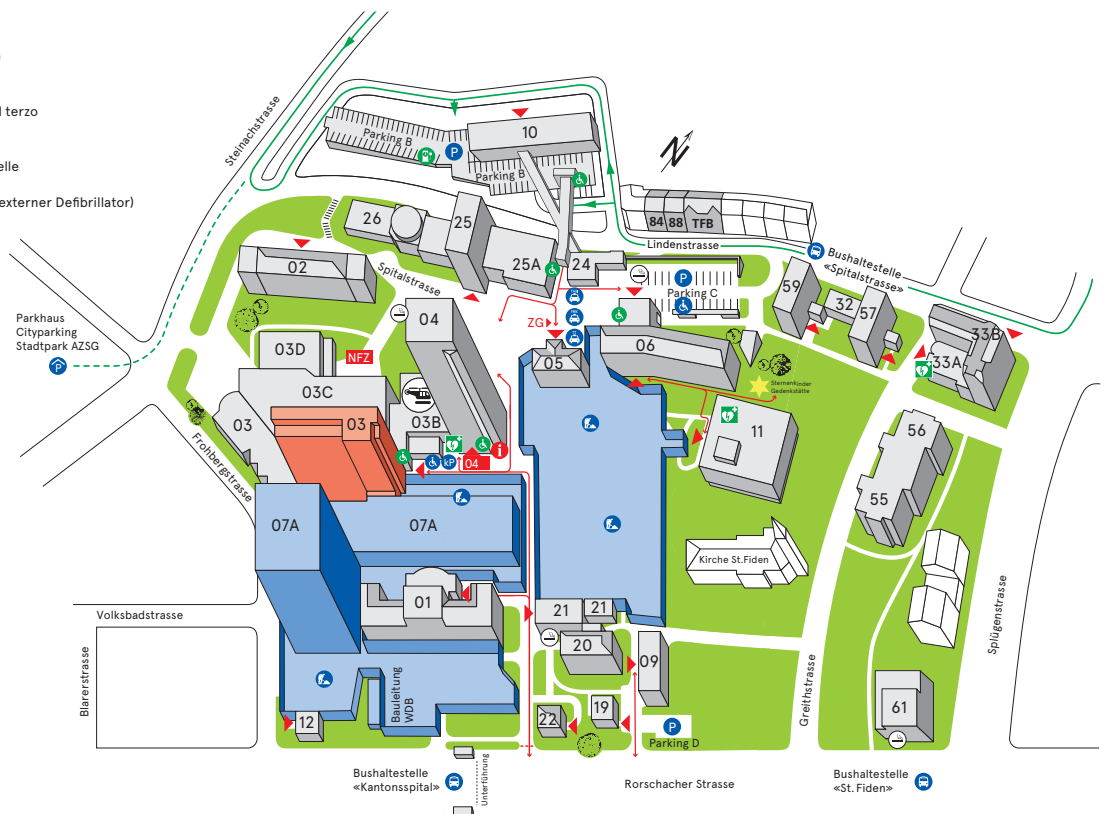 l terzo
elle
externer Defibrillator)
Steinachstrasse
Parking B
P
10
Parking B
N
84 88 TFB
Lindenstrasse
Bushaltestelle
«Spitalstrasse»
26
25
25A
24
02
Spitalstrasse
P
Parking C
59
32
57
33B
33A
Parkhaus
Cityparking
Stadtpark AZSG
P
04
ZG
03D
NFZ
05
06
Sternenkinder
Gedenkstätte
03C
03
03
03B
11
56
i
kP
04
Frohbergstrasse
55
07A
07A
Kirche St.Fiden
01
21
21
Volksbadstrasse
20
09
Splügenstrasse
Blarerstrasse
Greithstrasse
Bauleitung
WDB
12
22
19
61
P
Parking D
Unterführung
Bushaltestelle
«Kantonsspital»
Rorschacher Strasse
Bushaltestelle
«St. Fiden»